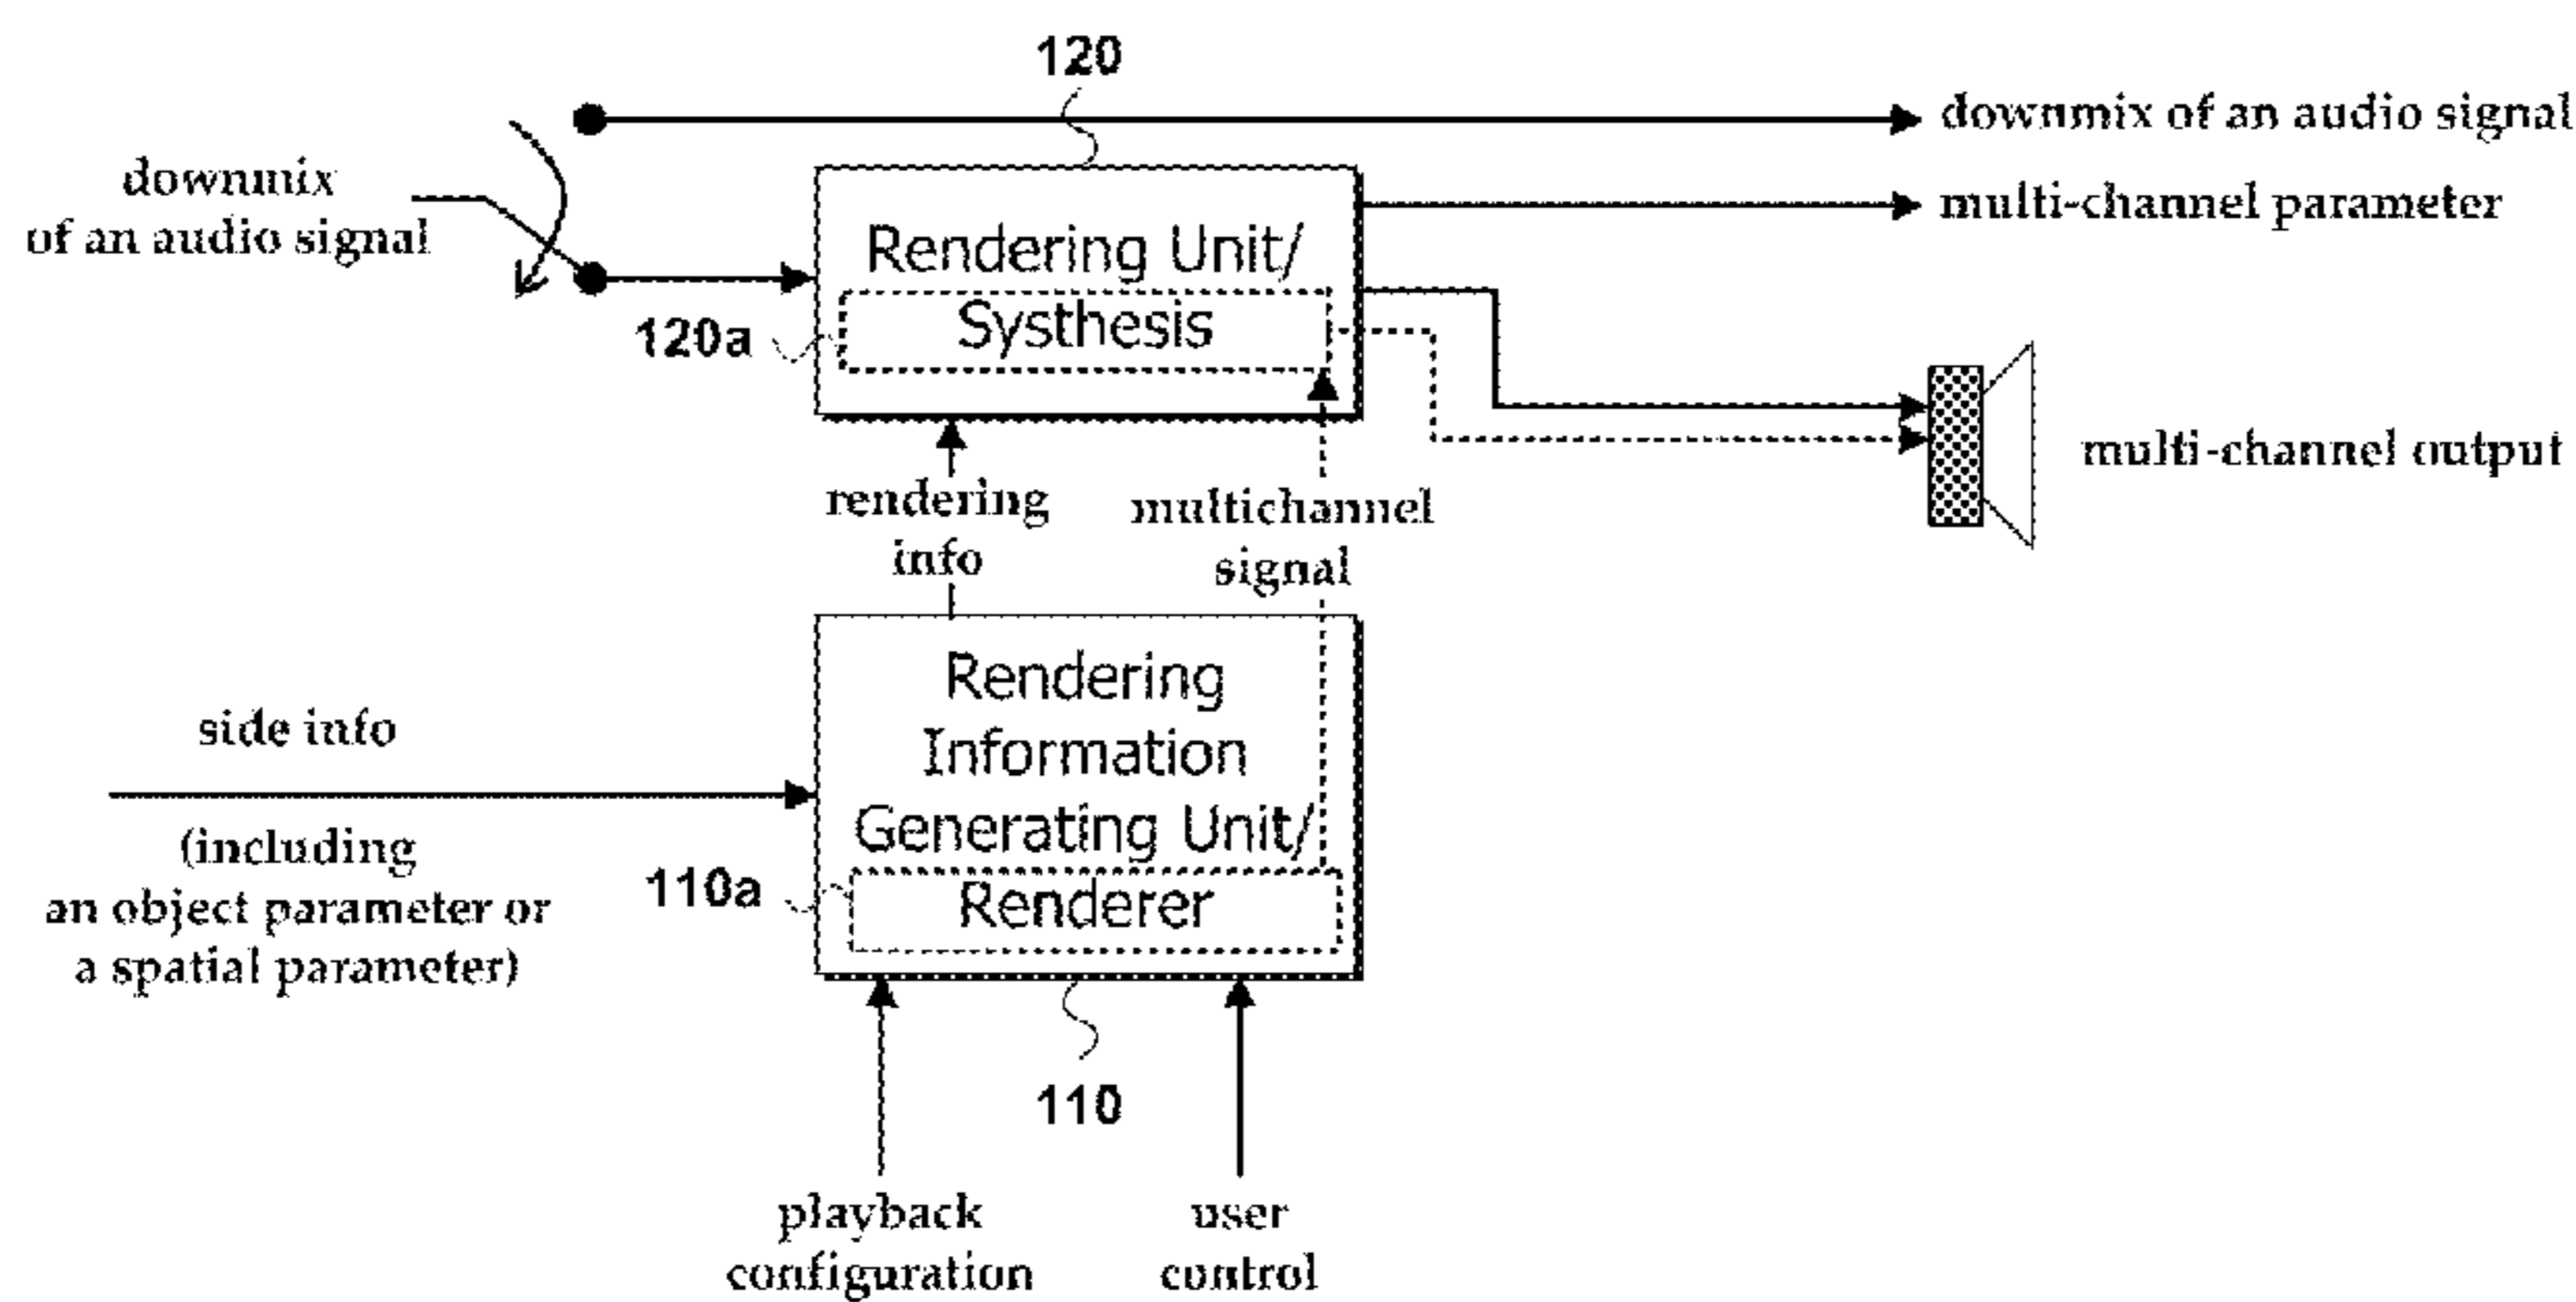 120
downmix of an audio signal
downmix
of an audio signal
multi-channel parameter
Rendering Unit/
Systhesis
120a
multi-channel output
rendering
info
multichannel
signal
Rendering
Information
Generating Unit/
Renderer
side info
(including
an object parameter or
a spatial parameter)
110a
110
playback
configuration
user
control